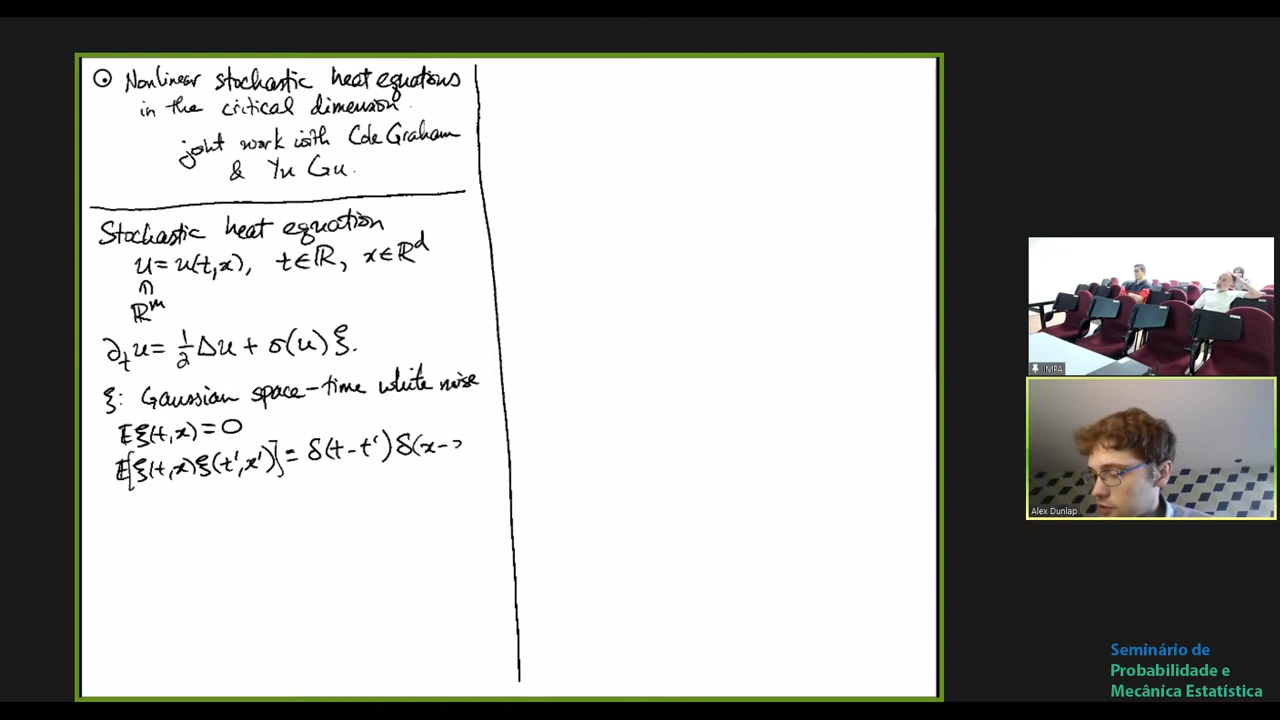 ⊙ Nonlinear stochastic heat equations
in the critical dimension.
joint work with Cole Graham
& Yu Gu.
Stochastic heat equation
u = u(t,x), t∈ℝ, x∈ℝ^d
⇑
ℝ^m
∂_t u = 1/2 Δu + σ(u) ξ.
ξ: Gaussian space-time white noise
𝔼ξ(t,x) = 0
𝔼[ξ(t,x)ξ(t',x')] = δ(t-t')δ(x-
IMPA
Alex Dunlap
Seminário de
Probabilidade e
Mecânica Estatística